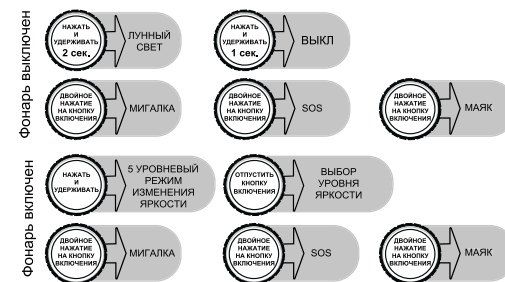 Фонарь выключен
НАЖАТЬ
И
УДЕРЖИВАТЬ
2 сек.
ЛУННЫЙ
СВЕТ
НАЖАТЬ
И
УДЕРЖИВАТЬ
1 сек.
ВЫКЛ
ДВОЙНОЕ
НАЖАТИЕ
НА КНОПКУ
ВКЛЮЧЕНИЯ
МИГАЛКА
ДВОЙНОЕ
НАЖАТИЕ
НА КНОПКУ
ВКЛЮЧЕНИЯ
SOS
ДВОЙНОЕ
НАЖАТИЕ
НА КНОПКУ
ВКЛЮЧЕНИЯ
МАЯК
Фонарь включен
НАЖАТЬ
И
УДЕРЖИВАТЬ
5 УРОВНЕВЫЙ
РЕЖИМ
ИЗМЕНЕНИЯ
ЯРКОСТИ
ОТПУСТИТЬ
КНОПКУ
ВКЛЮЧЕНИЯ
ВЫБОР
УРОВНЯ
ЯРКОСТИ
ДВОЙНОЕ
НАЖАТИЕ
НА КНОПКУ
ВКЛЮЧЕНИЯ
МИГАЛКА
ДВОЙНОЕ
НАЖАТИЕ
НА КНОПКУ
ВКЛЮЧЕНИЯ
SOS
ДВОЙНОЕ
НАЖАТИЕ
НА КНОПКУ
ВКЛЮЧЕНИЯ
МАЯК